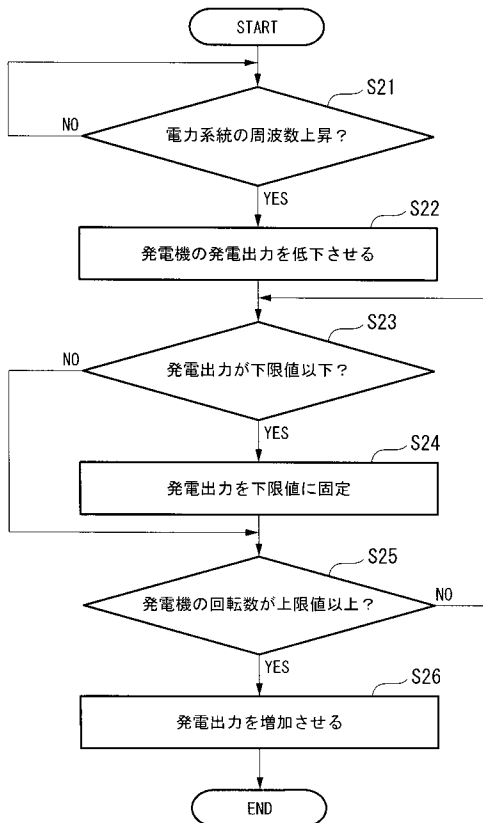 START
S21
電力系統の周波数上昇？
NO
YES
S22
発電機の発電出力を低下させる
S23
発電出力が下限値以下？
NO
YES
S24
発電出力を下限値に固定
S25
発電機の回転数が上限値以上？
NO
YES
S26
発電出力を増加させる
END